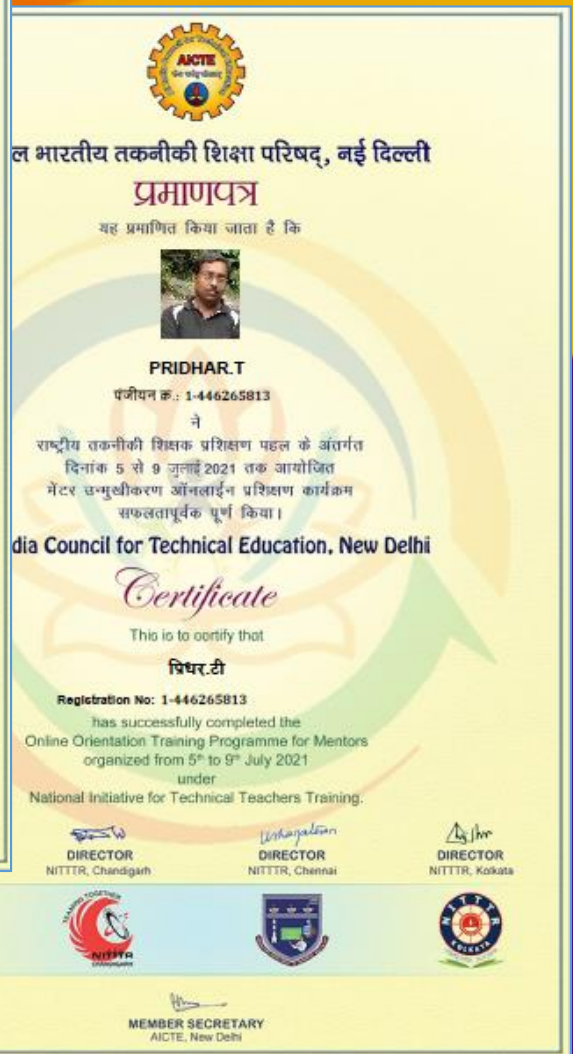 AICTE
ल भारतीय तकनीकी शिक्षा परिषद्, नई दिल्ली
प्रमाणपत्र
यह प्रमाणित किया जाता है कि
PRIDHAR.T
पंजीयन क्र.: 1-446265813
ने
राष्ट्रीय तकनीकी शिक्षक प्रशिक्षण पहल के अंतर्गत
दिनांक 5 से 9 जुलाई 2021 तक आयोजित
मेंटर उन्मुखीकरण ऑनलाईन प्रशिक्षण कार्यक्रम
सफलतापूर्वक पूर्ण किया।
dia Council for Technical Education, New Delhi
Certificate
This is to certify that
प्रिधर.टी
Registration No: 1-446265813
has successfully completed the
Online Orientation Training Programme for Mentors
organized from 5th to 9th July 2021
under
National Initiative for Technical Teachers Training.
DIRECTOR
NITTTR, Chandigarh
DIRECTOR
NITTTR, Chennai
DIRECTOR
NITTTR, Kolkata
NITTTR
CHANDIGARH
NITTTR
KOLKATA
MEMBER SECRETARY
AICTE, New Delhi